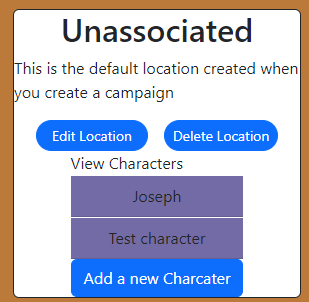 Unassociated
This is the default location created when
you create a campaign
Edit Location Delete Location
View Characters
Joseph
Test character
Add a new Charcater